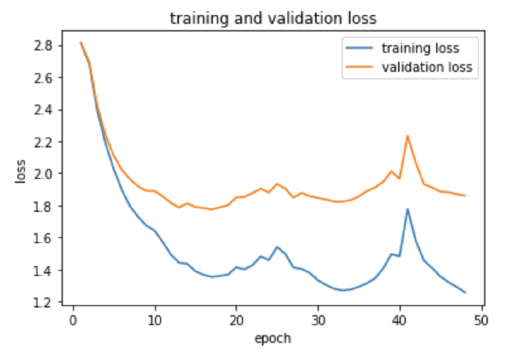 training and validation loss
training loss
validation loss
loss
2.8
2.6
2.4
2.2
2.0
1.8
1.6
1.4
1.2
0 10 20 30 40 50
epoch